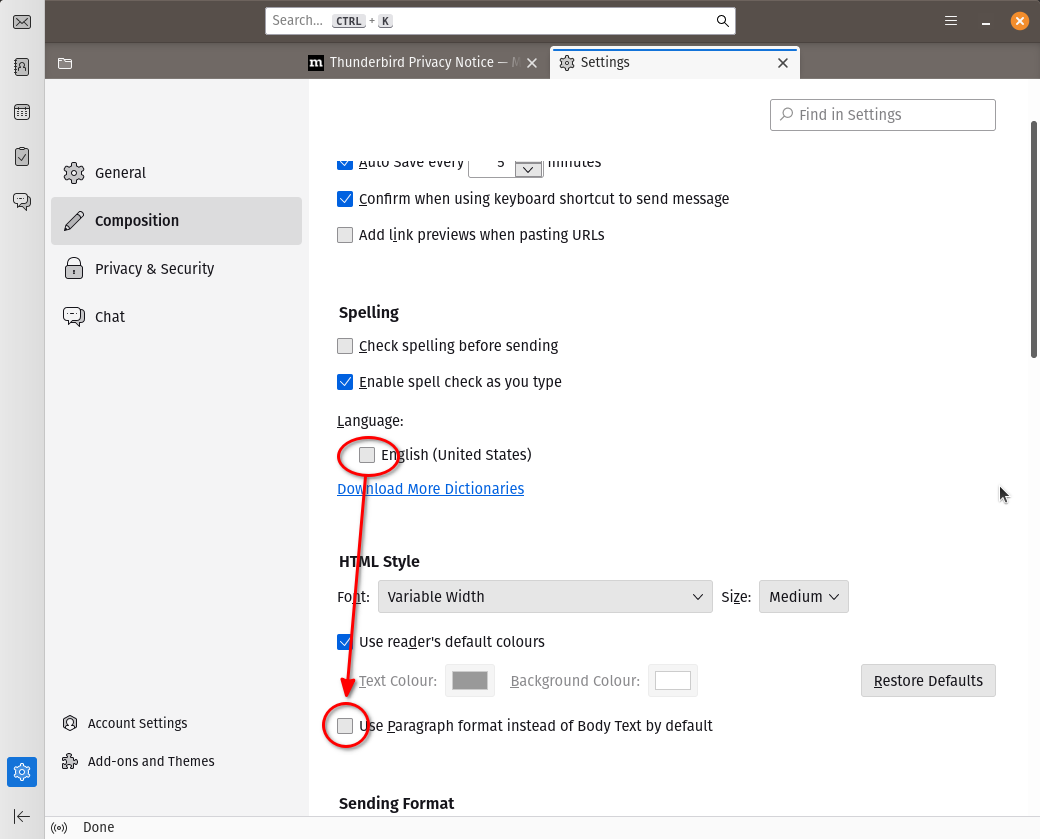 Search... CTRL + K
m Thunderbird Privacy Notice — M
Settings
Find in Settings
General
Composition
Privacy & Security
Chat
Account Settings
Add-ons and Themes
Auto Save every 5 minutes
Confirm when using keyboard shortcut to send message
Add link previews when pasting URLs
Spelling
Check spelling before sending
Enable spell check as you type
Language:
English (United States)
Download More Dictionaries
HTML Style
Font: Variable Width Size: Medium
Use reader's default colours
Text Colour: Background Colour: Restore Defaults
Use Paragraph format instead of Body Text by default
Sending Format
Done